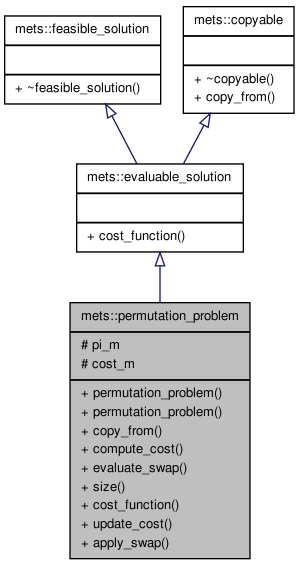 mets::feasible_solution
+ ~feasible_solution()
mets::copyable
+ ~copyable()
+ copy_from()
mets::evaluable_solution
+ cost_function()
mets::permutation_problem
# pi_m
# cost_m
+ permutation_problem()
+ permutation_problem()
+ copy_from()
+ compute_cost()
+ evaluate_swap()
+ size()
+ cost_function()
+ update_cost()
+ apply_swap()